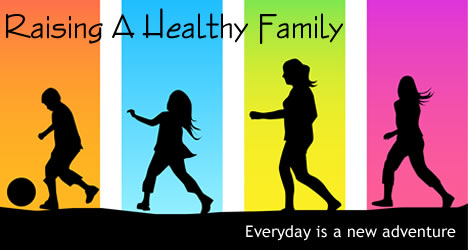 Raising A Healthy Family
Everyday is a new adventure